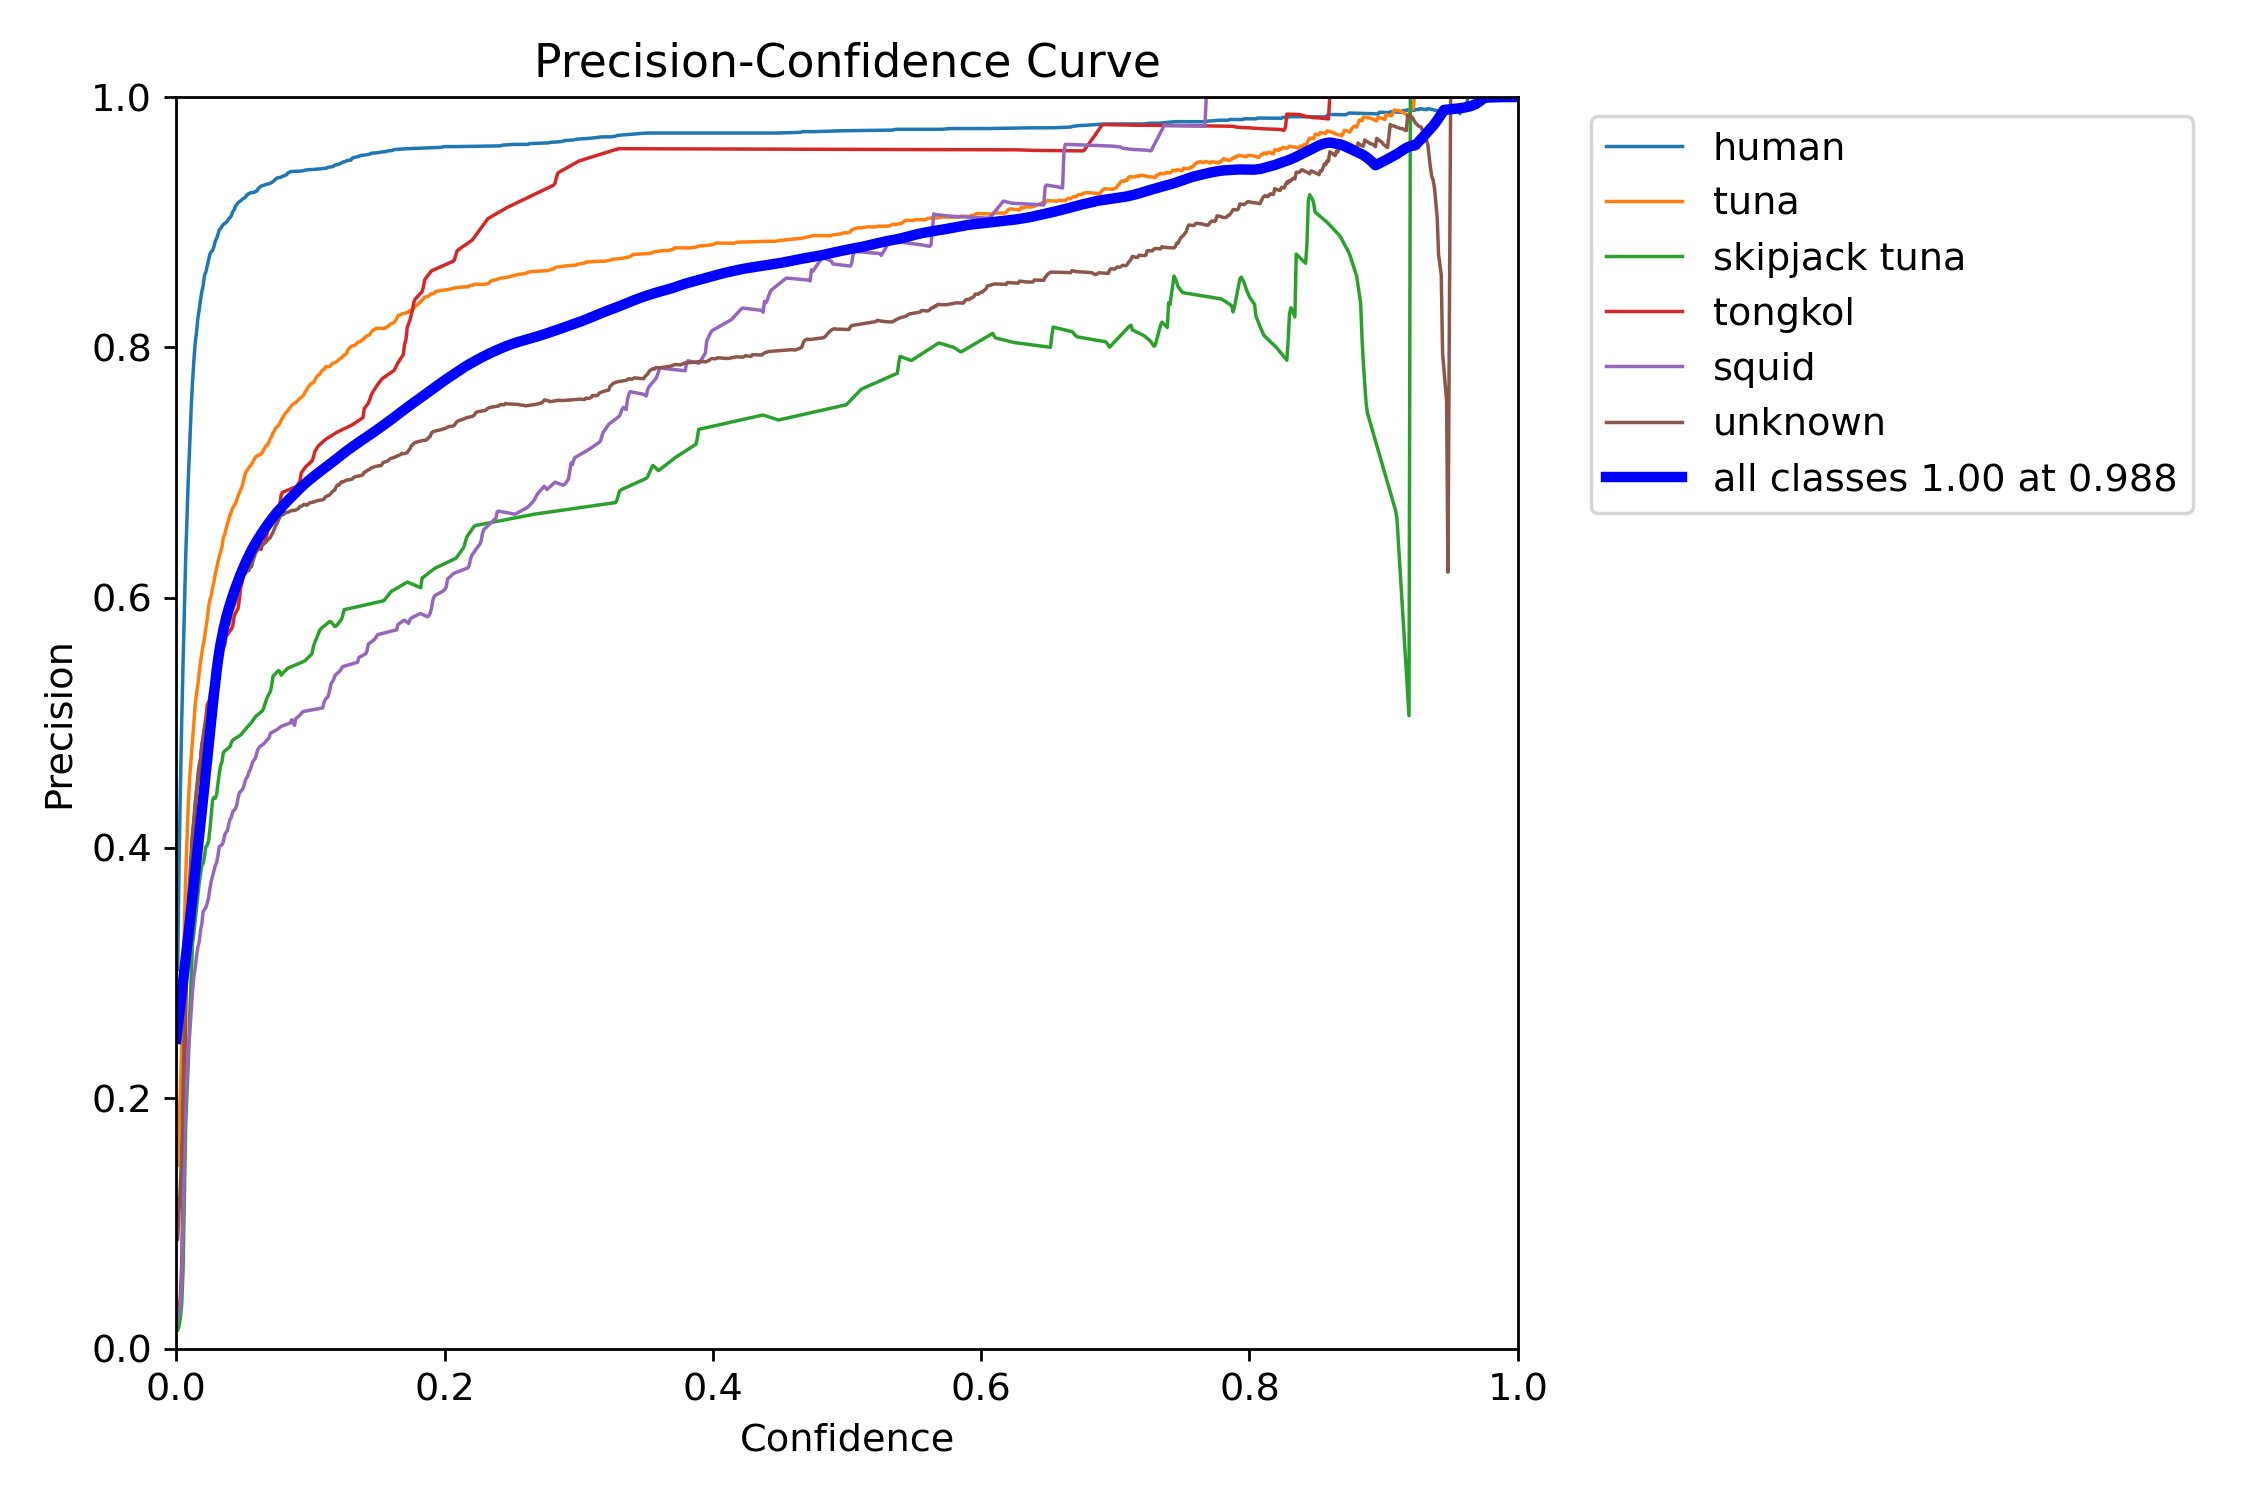 Precision-Confidence Curve
1.0
0.8
0.6
0.4
0.2
0.0
Precision
0.0 0.2 0.4 0.6 0.8 1.0
Confidence
human
tuna
skipjack tuna
tongkol
squid
unknown
all classes 1.00 at 0.988